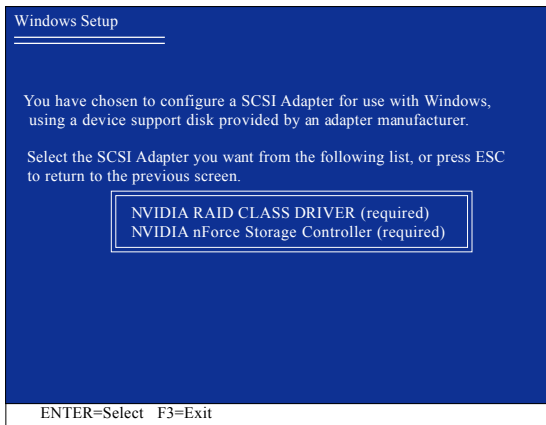 Windows Setup
You have chosen to configure a SCSI Adapter for use with Windows,
using a device support disk provided by an adapter manufacturer.
Select the SCSI Adapter you want from the following list, or press ESC
to return to the previous screen.
NVIDIA RAID CLASS DRIVER (required)
NVIDIA nForce Storage Controller (required)
ENTER=Select F3=Exit